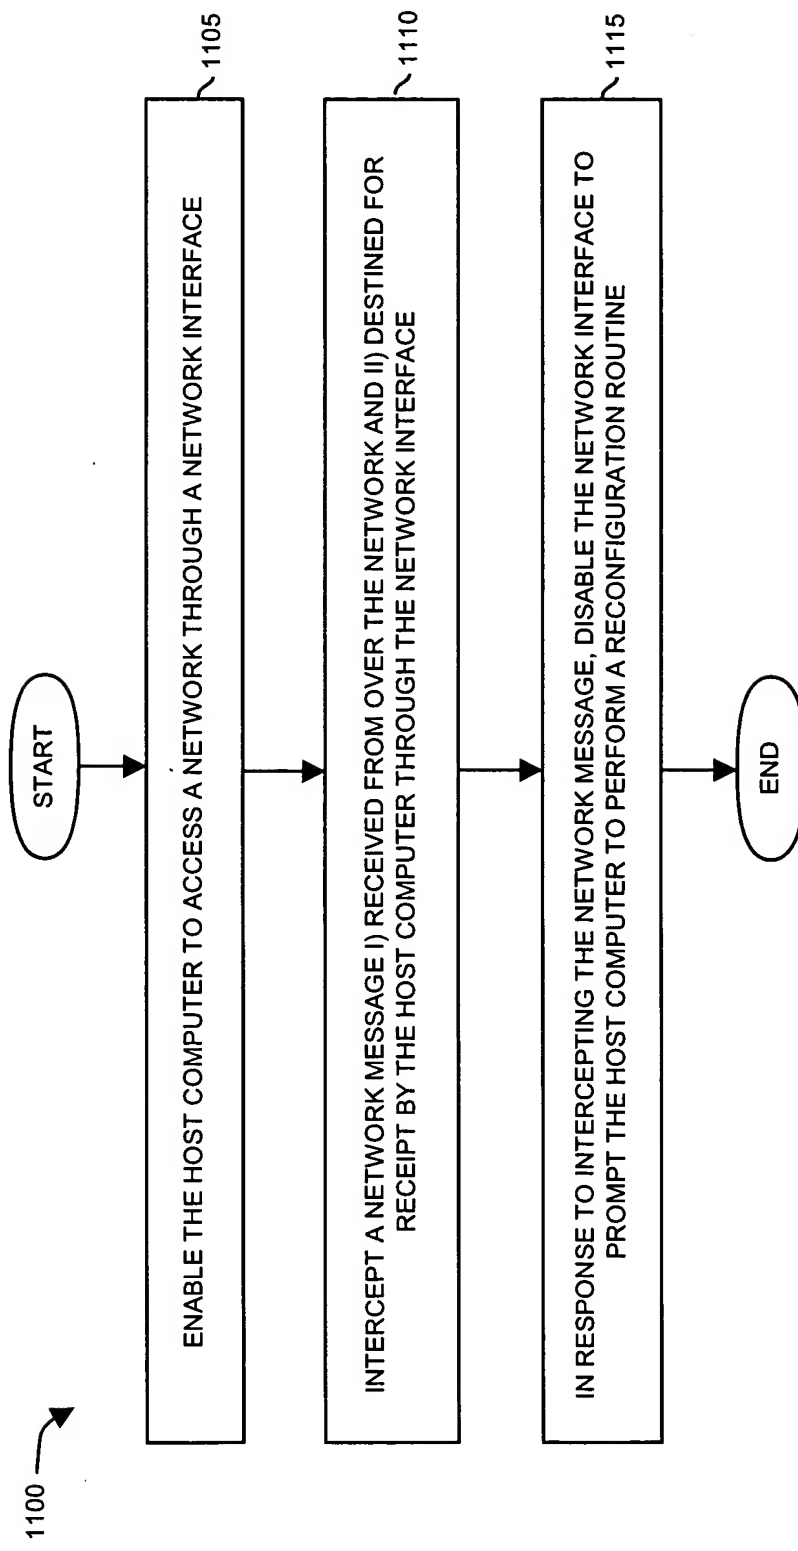 1100
START
ENABLE THE HOST COMPUTER TO ACCESS A NETWORK THROUGH A NETWORK INTERFACE
1105
INTERCEPT A NETWORK MESSAGE I) RECEIVED FROM OVER THE NETWORK AND II) DESTINED FOR
RECEIPT BY THE HOST COMPUTER THROUGH THE NETWORK INTERFACE
1110
IN RESPONSE TO INTERCEPTING THE NETWORK MESSAGE, DISABLE THE NETWORK INTERFACE TO
PROMPT THE HOST COMPUTER TO PERFORM A RECONFIGURATION ROUTINE
1115
END